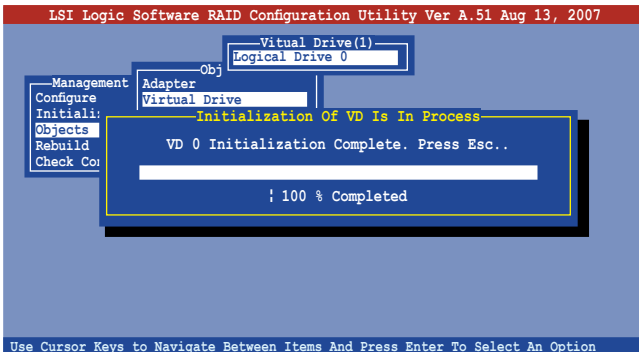 LSI Logic Software RAID Configuration Utility Ver A.51 Aug 13, 2007
Vitual Drive(1)
Logical Drive 0
Obj
Adapter
Virtual Drive
Management
Configure
Initiali
Objects
Rebuild
Check Co
Initialization Of VD Is In Process
VD 0 Initialization Complete. Press Esc..
¦ 100 % Completed
Use Cursor Keys to Navigate Between Items And Press Enter To Select An Option